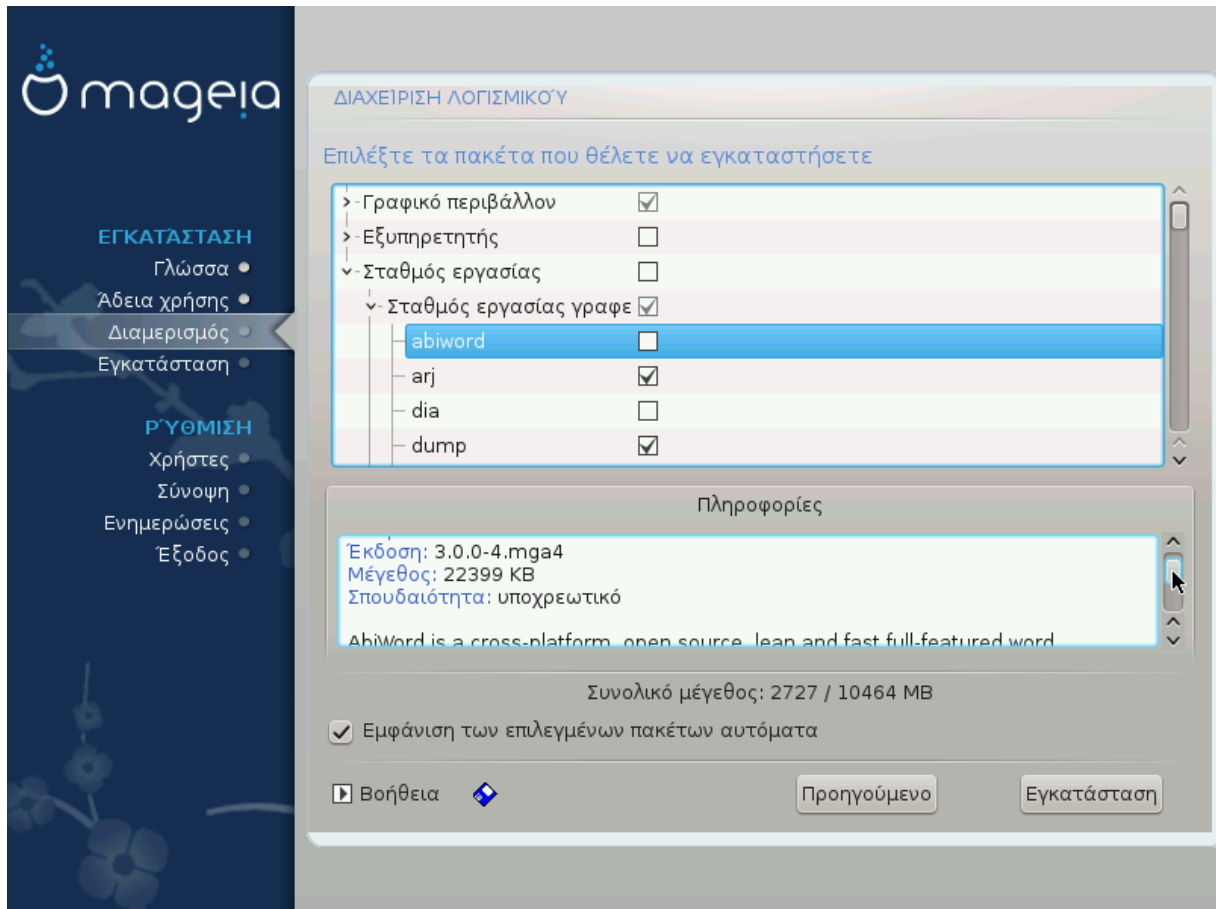 mageia
ΕΓΚΑΤΆΣΤΑΣΗ
Γλώσσα
Άδεια χρήσης
Διαμερισμός
Εγκατάσταση
ΡΎΘΜΙΣΗ
Χρήστες
Σύνοψη
Ενημερώσεις
Έξοδος
ΔΙΑΧΕΊΡΙΣΗ ΛΟΓΙΣΜΙΚΟΎ
Επιλέξτε τα πακέτα που θέλετε να εγκαταστήσετε
Γραφικό περιβάλλον
Εξυπηρετητής
Σταθμός εργασίας
Σταθμός εργασίας γραφε
abiword
arj
dia
dump
Πληροφορίες
Έκδοση: 3.0.0-4.mga4
Μέγεθος: 22399 KB
Σπουδαιότητα: υποχρεωτικό
AbiWord is a cross-platform, open source, lean and fast full-featured word
Συνολικό μέγεθος: 2727 / 10464 MB
Εμφάνιση των επιλεγμένων πακέτων αυτόματα
Βοήθεια
Προηγούμενο
Εγκατάσταση